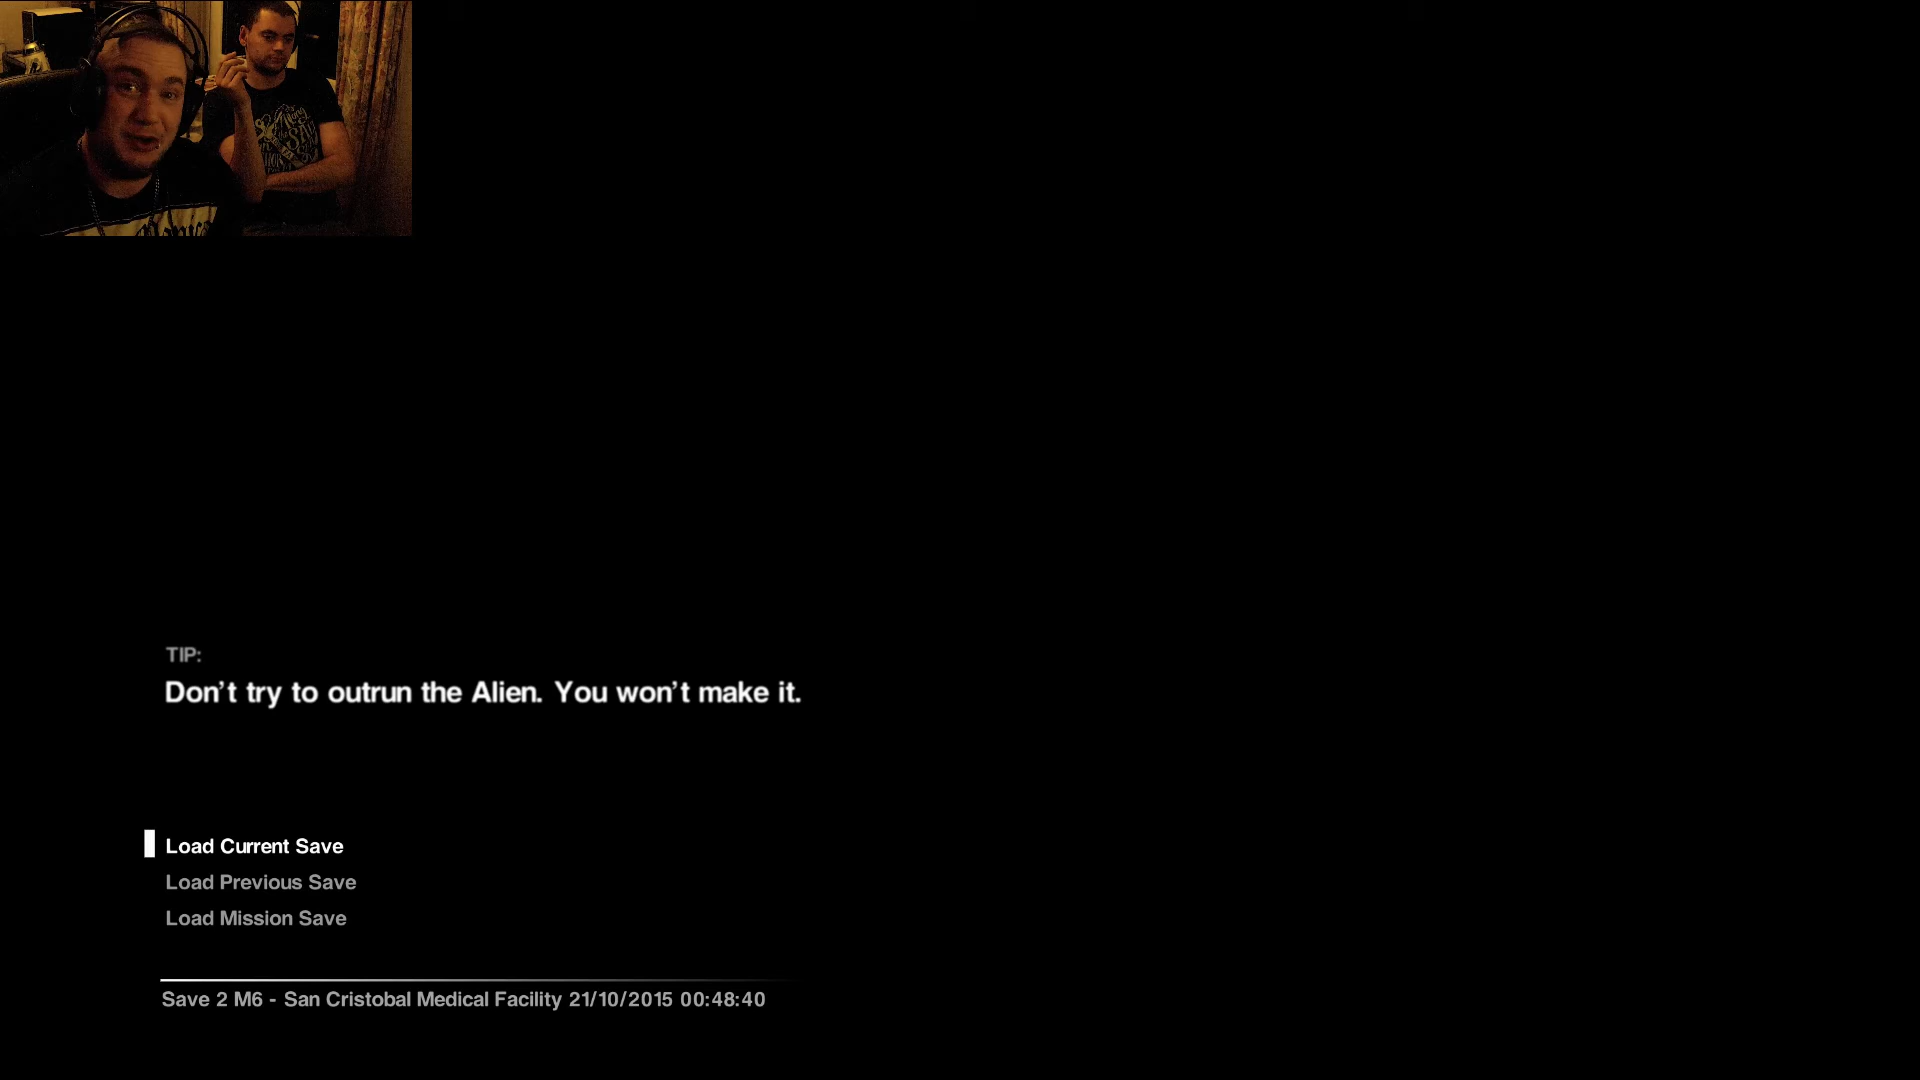 TIP:
Don't try to outrun the Alien. You won't make it.
Load Current Save
Load Previous Save
Load Mission Save
Save 2 M6 - San Cristobal Medical Facility 21/10/2015 00:48:40